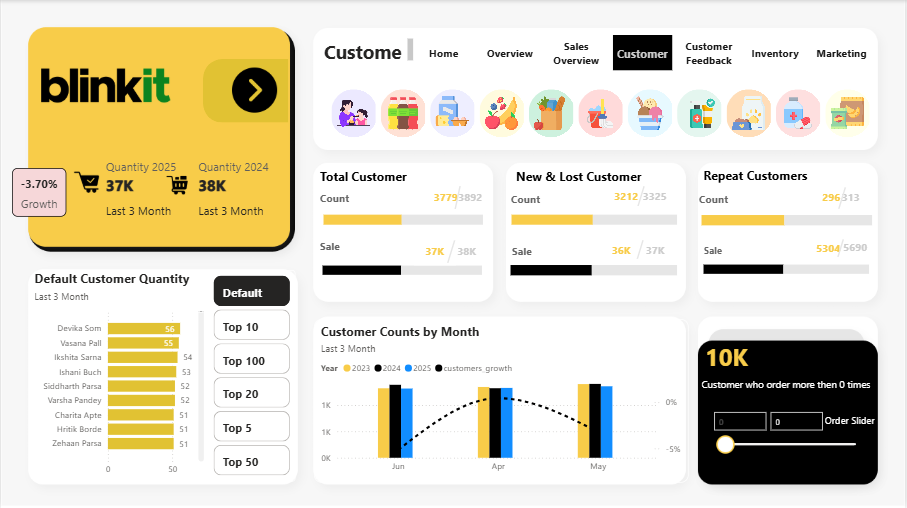 blinkit
Quantity 2025
37K
Last 3 Month
Quantity 2024
38K
Last 3 Month
-3.70%
Growth
Custome
Home
Overview
Sales
Overview
Customer
Customer
Feedback
Inventory
Marketing
Total Customer
Count
3779/3892
Sale
37K / 38K
New & Lost Customer
Count
3212/3325
Sale
36K / 37K
Repeat Customers
Count
296/313
Sale
5304/5690
Default Customer Quantity
Last 3 Month
Devika Som 56
Vasana Pall 55
Ikshita Sarna 54
Ishani Buch 53
Siddharth Parsa 52
Varsha Pandey 52
Charita Apte 51
Hritik Borde 51
Zehaan Parsa 51
0 50
Default
Top 10
Top 100
Top 20
Top 5
Top 50
Customer Counts by Month
Last 3 Month
Year 2023 2024 2025 customers_growth
1K
1K
0K
0%
-5%
Jun Apr May
10K
Customer who order more then 0 times
0 0 Order Slider